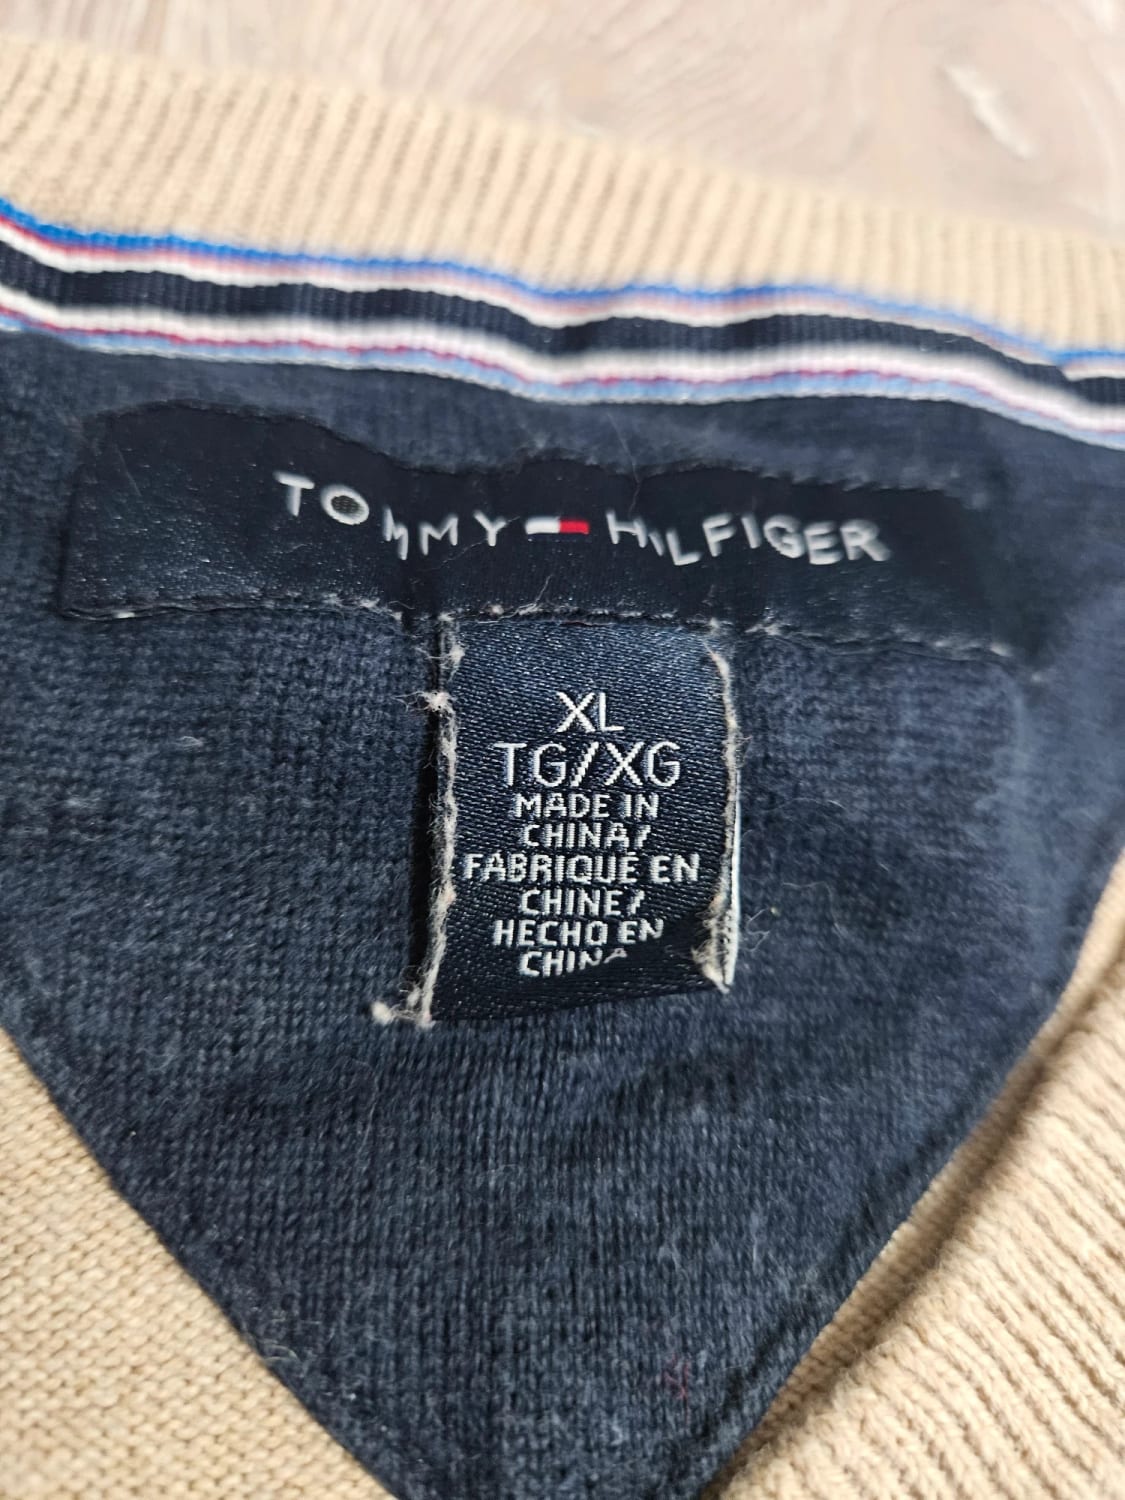 TOMMY HILFIGER
XL
TG/XG
MADE IN
CHINA/
FABRIQUÉ EN
CHINE/
HECHO EN
CHINA